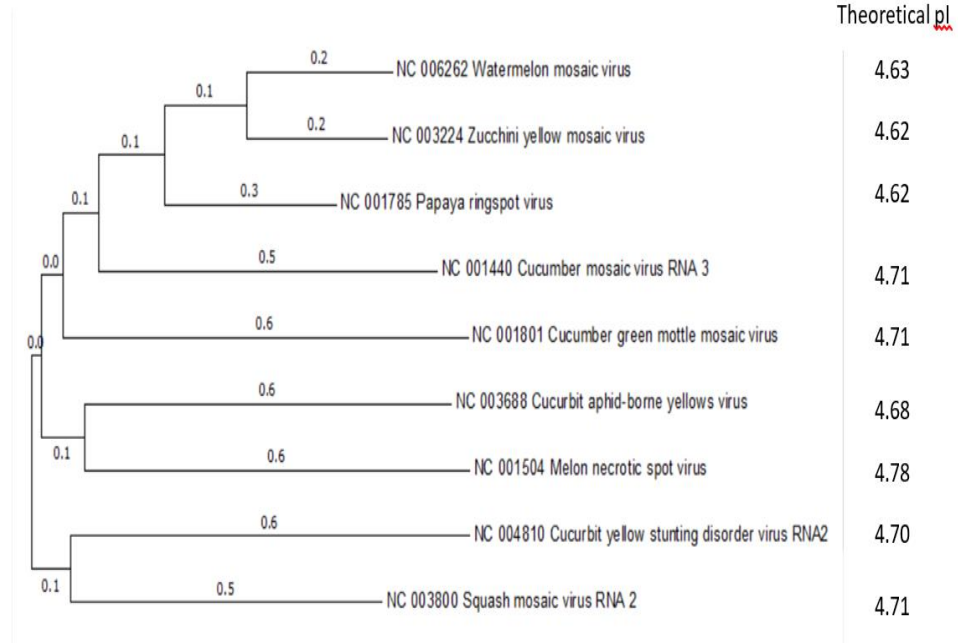 Theoretical pI
0.2
NC 006262 Watermelon mosaic virus 4.63
0.1
0.2
NC 003224 Zucchini yellow mosaic virus 4.62
0.1
0.3
NC 001785 Papaya ringspot virus 4.62
0.1
0.5
NC 001440 Cucumber mosaic virus RNA 3 4.71
0.0
0.6
NC 001801 Cucumber green mottle mosaic virus 4.71
0.0
0.6
NC 003688 Cucurbit aphid-borne yellows virus 4.68
0.1
0.6
NC 001504 Melon necrotic spot virus 4.78
0.6
NC 004810 Cucurbit yellow stunting disorder virus RNA2 4.70
0.1
0.5
NC 003800 Squash mosaic virus RNA 2 4.71